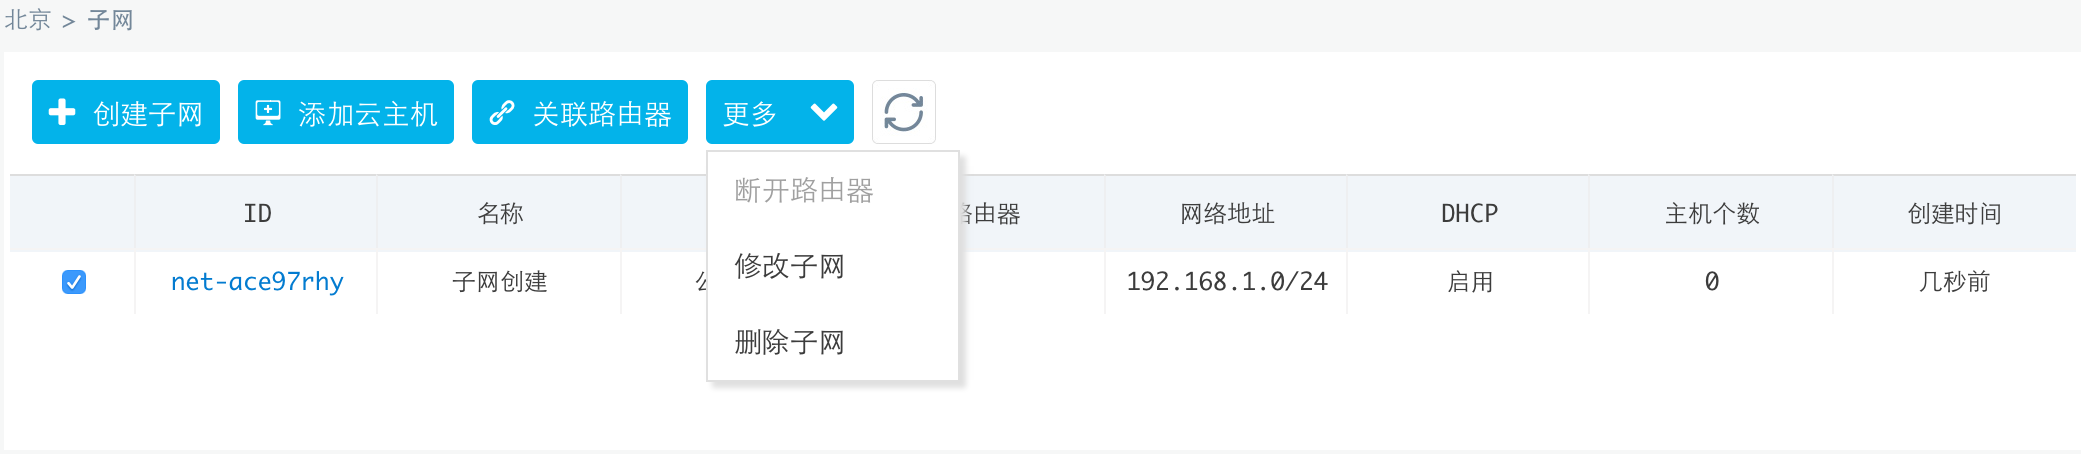 北京 > 子网
创建子网 添加云主机 关联路由器 更多
断开路由器
修改子网
删除子网
ID 名称 由器 网络地址 DHCP 主机个数 创建时间
net-ace97rhy 子网创建 192.168.1.0/24 启用 0 几秒前